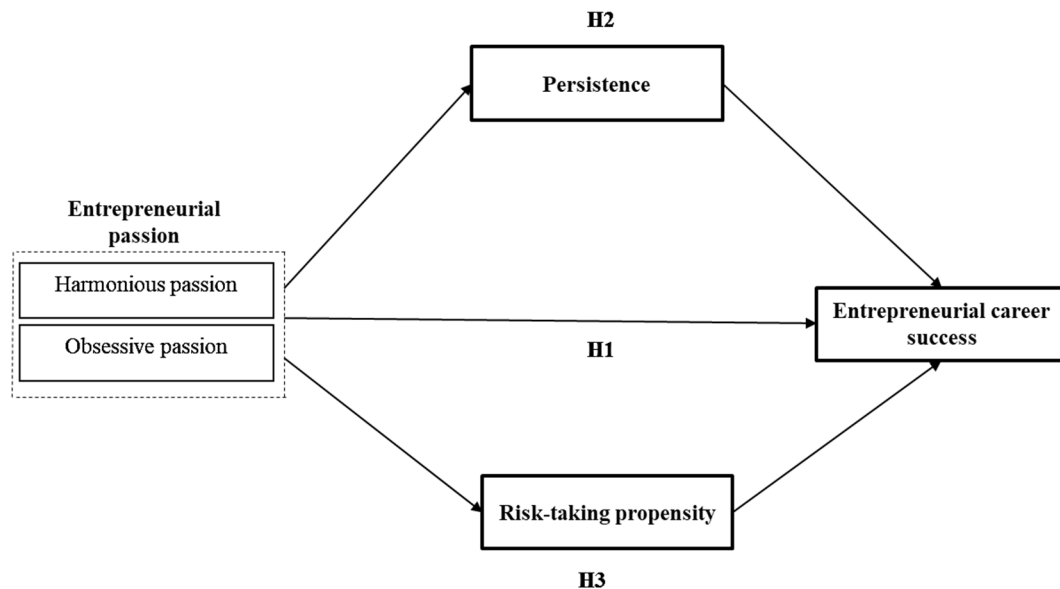 H2
Persistence
Entrepreneurial
passion
Harmonious passion
Obsessive passion
H1
Entrepreneurial career
success
Risk-taking propensity
H3